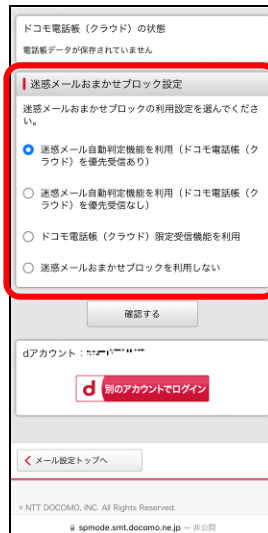 ドコモ電話帳（クラウド）の状態
電話帳データが保存されていません
迷惑メールおまかせブロック設定
迷惑メールおまかせブロックの利用設定を選んでくださ
い。
迷惑メール自動判定機能を利用（ドコモ電話帳（ク
ラウド）を優先受信あり）
迷惑メール自動判定機能を利用（ドコモ電話帳（ク
ラウド）を優先受信なし）
ドコモ電話帳（クラウド）限定受信機能を利用
迷惑メールおまかせブロックを利用しない
確認する
dアカウント：
d 別のアカウントでログイン
メール設定トップへ
© NTT DOCOMO, INC. All Rights Reserved.
spmode.smt.docomo.ne.jp — 非公開